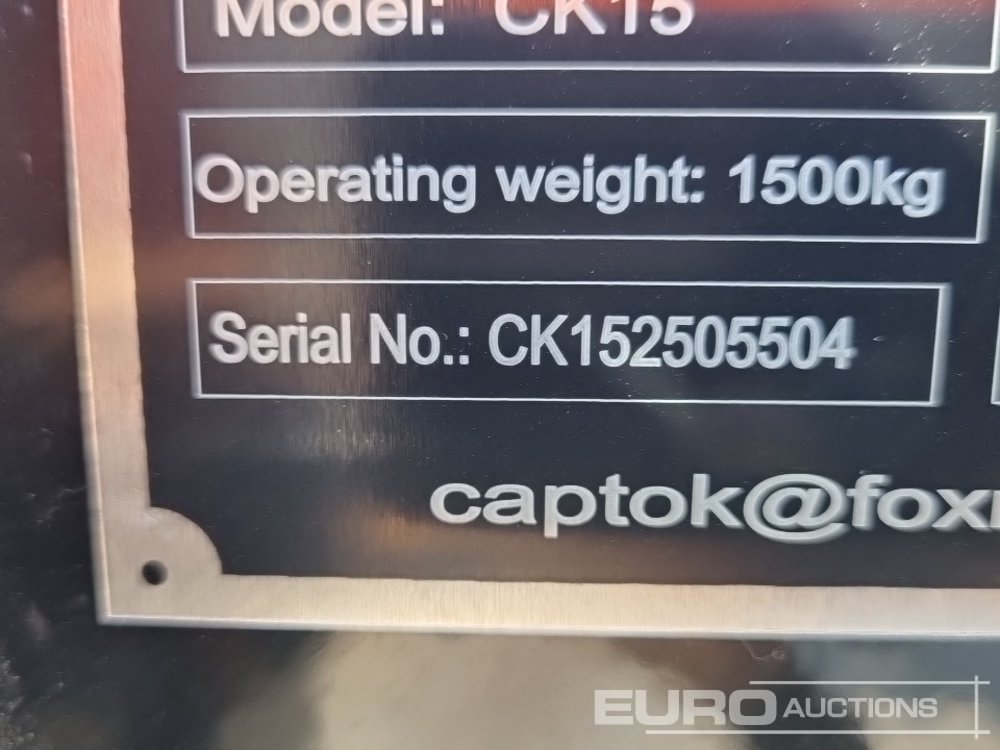 Model: CK15
Operating weight: 1500kg
Serial No.: CK152505504
captok@fox
EURO AUCTIONS